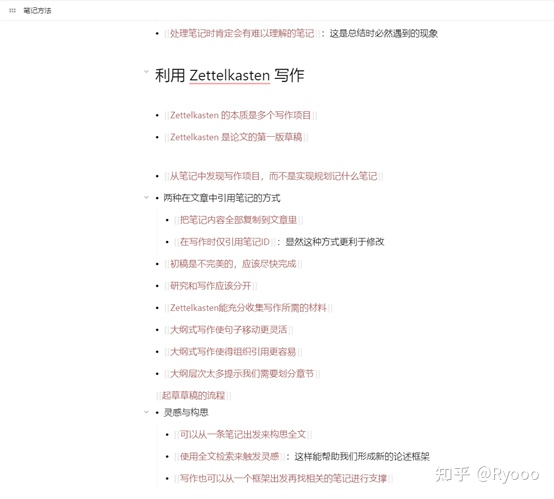 笔记方法
[[处理笔记时肯定会有难以理解的笔记]]：这是总结时必然遇到的现象
利用 Zettelkasten 写作
[[Zettelkasten 的本质是多个写作项目]]
[[Zettelkasten 是论文的第一版草稿]]
[[从笔记中发现写作项目，而不是实现规划记什么笔记]]
两种在文章中引用笔记的方式
[[把笔记内容全部复制到文章里]]
[[在写作时仅引用笔记ID]]：显然这种方式更利于修改
[[初稿是不完美的，应该尽快完成]]
[[研究和写作应该分开]]
[[Zettelkasten能充分收集写作所需的材料]]
[[大纲式写作使句子移动更灵活]]
[[大纲式写作使得组织引用更容易]]
[[大纲层次太多提示我们需要划分章节]]
[[起草草稿的流程]]
灵感与构思
[[可以从一条笔记出发来构思全文]]
[[使用全文检索来触发灵感]]：这样能帮助我们形成新的论述框架
[[写作也可以从一个框架出发再找相关的笔记进行支撑]]
知乎 @Ryooo